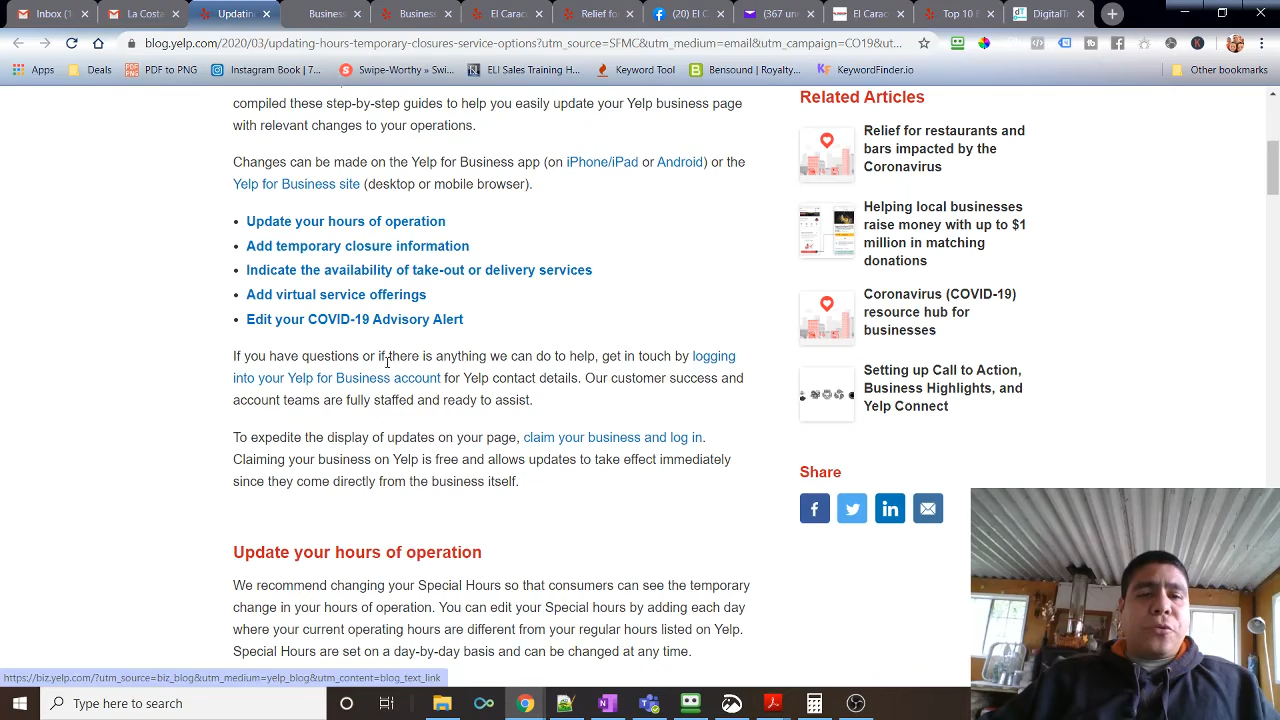 Inbox (1
La Costa
Updatin
Business
Busines
El Carac
Relief fo
(20) El C
(367 un
El Carac
Top 10 B
DigitalTr
blog.yelp.com/2020/03/updating-hours-temporary-closures-service-options?utm_source=SFMC&utm_medium=email&utm_campaign=CO19&ut...
Apps
Deals
PDF to PNG
Instagram Book | 7...
Swipe-Worthy » Swi...
ELI Sales Training H...
Keyword Tool
Bensound | Royalty...
KeywordFinder.io
Other bookmarks
compiled these step-by-step guides to help you easily update your Yelp business page
with relevant changes to your operations.
Changes can be made on the Yelp for Business app (on iPhone/iPad or Android) or the
Yelp for Business site (desktop or mobile browser).
• Update your hours of operation
• Add temporary closure information
• Indicate the availability of take-out or delivery services
• Add virtual service offerings
• Edit your COVID-19 Advisory Alert
If you have questions or there is anything we can do to help, get in touch by logging
into your Yelp for Business account for Yelp contact details. Our customer success and
account teams are fully staffed and ready to assist.
To expedite the display of updates on your page, claim your business and log in.
Claiming your business on Yelp is free and allows updates to take effect immediately
since they come directly from the business itself.
Update your hours of operation
We recommend changing your Special Hours so that consumers can see the temporary
change in your hours of operation. You can edit your Special hours by adding each day
where your current operating hours are different from your regular hours listed on Yelp.
Special Hours are set on a day-by-day basis and can be changed at any time.
Related Articles
Relief for restaurants and
bars impacted by the
Coronavirus
Helping local businesses
raise money with up to $1
million in matching
donations
Coronavirus (COVID-19)
resource hub for
businesses
Setting up Call to Action,
Business Highlights, and
Yelp Connect
Share
https://biz.yelp.com/?utm_source=biz_blog&utm_medium=yelp_blog&utm_content=blog_text_link
Type here to search